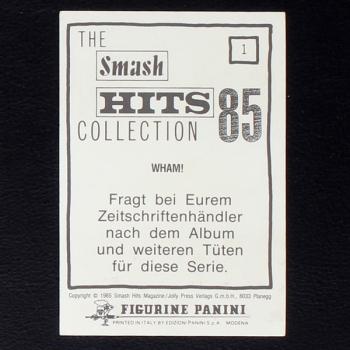 THE
1
Smash
HITS
85
COLLECTION
WHAM!
Fragt bei Eurem
Zeitschriftenhändler
nach dem Album
und weiteren Tüten
für diese Serie.
Copyright © 1985 Smash Hits Magazine/Jolly Press Verlags G.m.b.H., 8033 Planegg
FIGURINE PANINI
PRINTED IN ITALY BY EDIZIONI PANINI S.p.A. MODENA